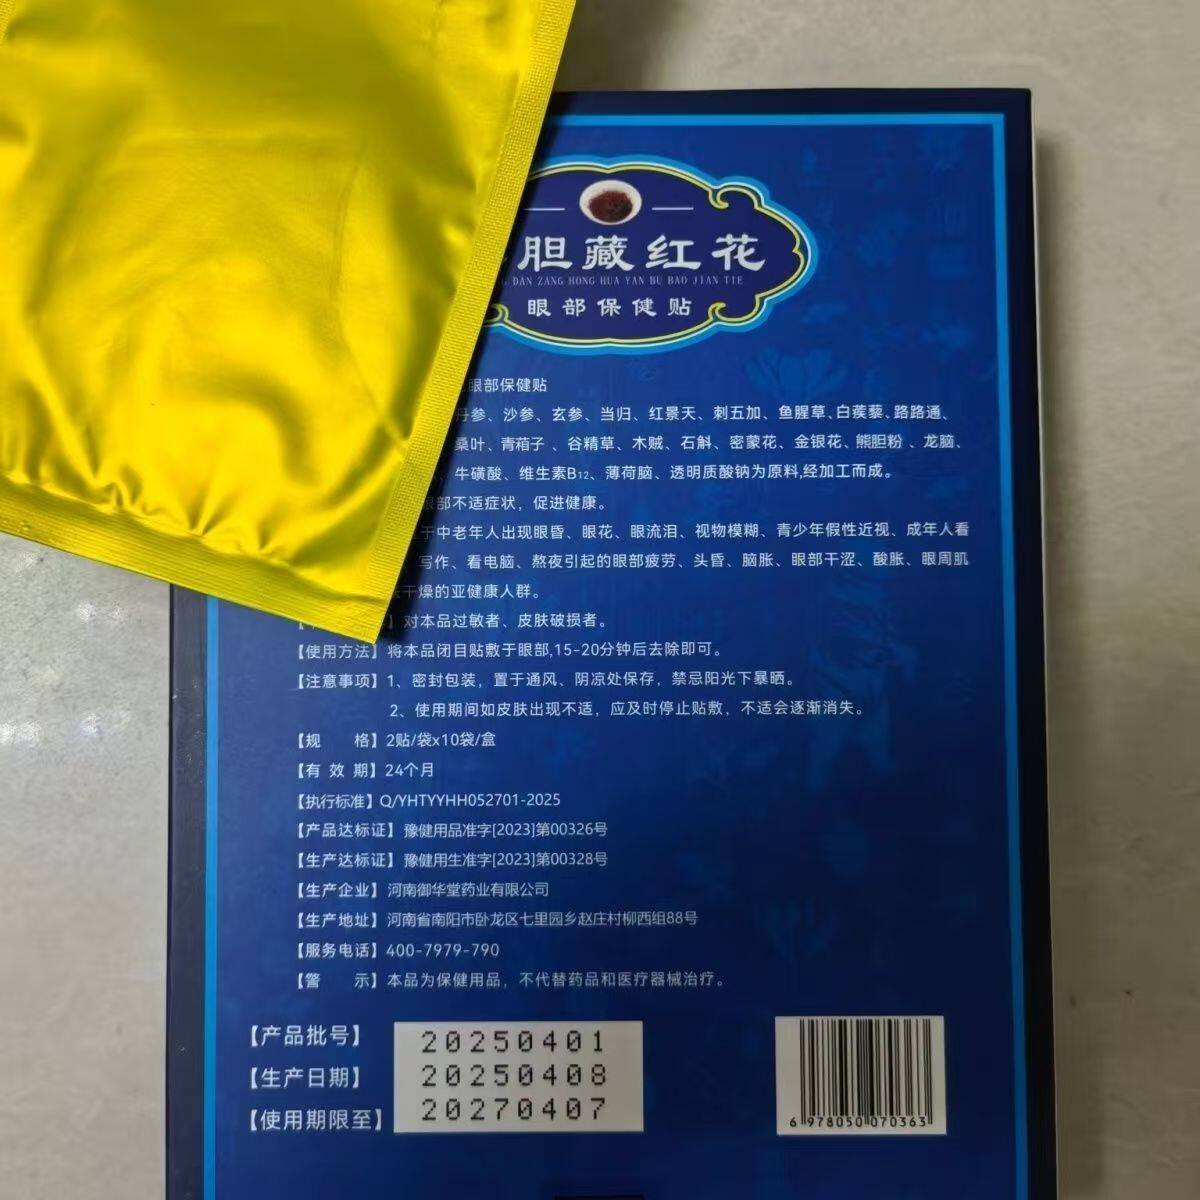 胆藏红花
DAN ZANG HONG HUA YAN BU BAO JIAN TIE
眼部保健贴
眼部保健贴
丹参、沙参、玄参、当归、红景天、刺五加、鱼腥草、白蒺藜、路路通、
桑叶、青葙子、谷精草、木贼、石斛、密蒙花、金银花、熊胆粉、龙脑、
、牛磺酸、维生素B12、薄荷脑、透明质酸钠为原料,经加工而成。
眼部不适症状，促进健康。
于中老年人出现眼昏、眼花、眼流泪、视物模糊、青少年假性近视、成年人看
写作、看电脑、熬夜引起的眼部疲劳、头昏、脑胀、眼部干涩、酸胀、眼周肌
干燥的亚健康人群。
】对本品过敏者、皮肤破损者。
【使用方法】将本品闭目贴敷于眼部,15-20分钟后去除即可。
【注意事项】1、密封包装，置于通风、阴凉处保存，禁忌阳光下暴晒。
2、使用期间如皮肤出现不适，应及时停止贴敷，不适会逐渐消失。
【规 格】2贴/袋x10袋/盒
【有 效 期】24个月
【执行标准】Q/YHTYYHH052701-2025
【产品达标证】豫健用品准字[2023]第00326号
【生产达标证】豫健用生准字[2023]第00328号
【生产企业】河南御华堂药业有限公司
【生产地址】河南省南阳市卧龙区七里园乡赵庄村柳西组88号
【服务电话】400-7979-790
【警 示】本品为保健用品，不代替药品和医疗器械治疗。
【产品批号】20250401
【生产日期】20250408
【使用期限至】20270407
6 978050 070363